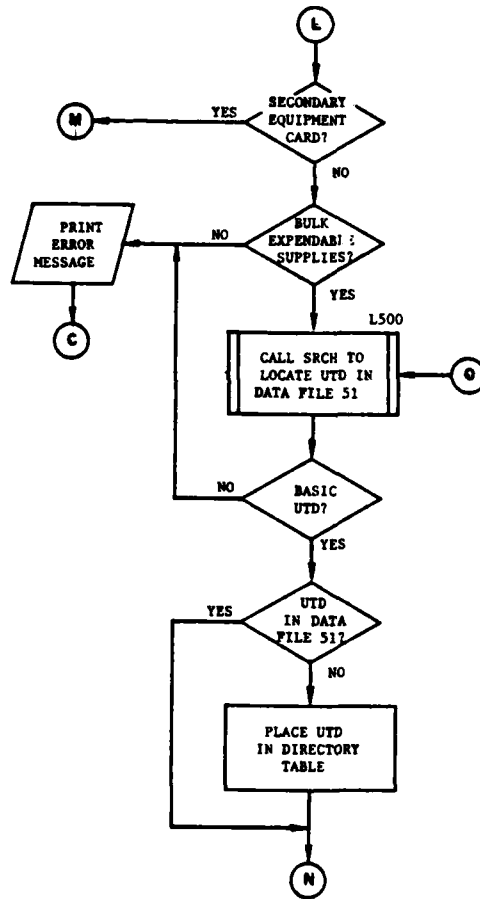 L
SECONDARY
EQUIPMENT
CARD?
YES
M
NO
BULK
EXPENDABLE
SUPPLIES?
NO
PRINT
ERROR
MESSAGE
C
YES
L500
CALL SRCH TO
LOCATE UTD IN
DATA FILE 51
O
BASIC
UTD?
NO
YES
UTD
IN DATA
FILE 51?
YES
NO
PLACE UTD
IN DIRECTORY
TABLE
N